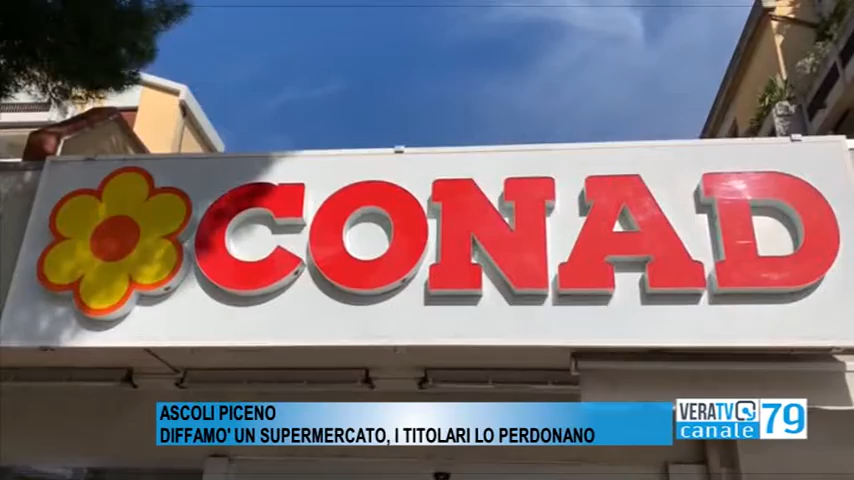 CONAD
ASCOLI PICENO
DIFFAMO' UN SUPERMERCATO, I TITOLARI LO PERDONANO
VERATV
canale 79